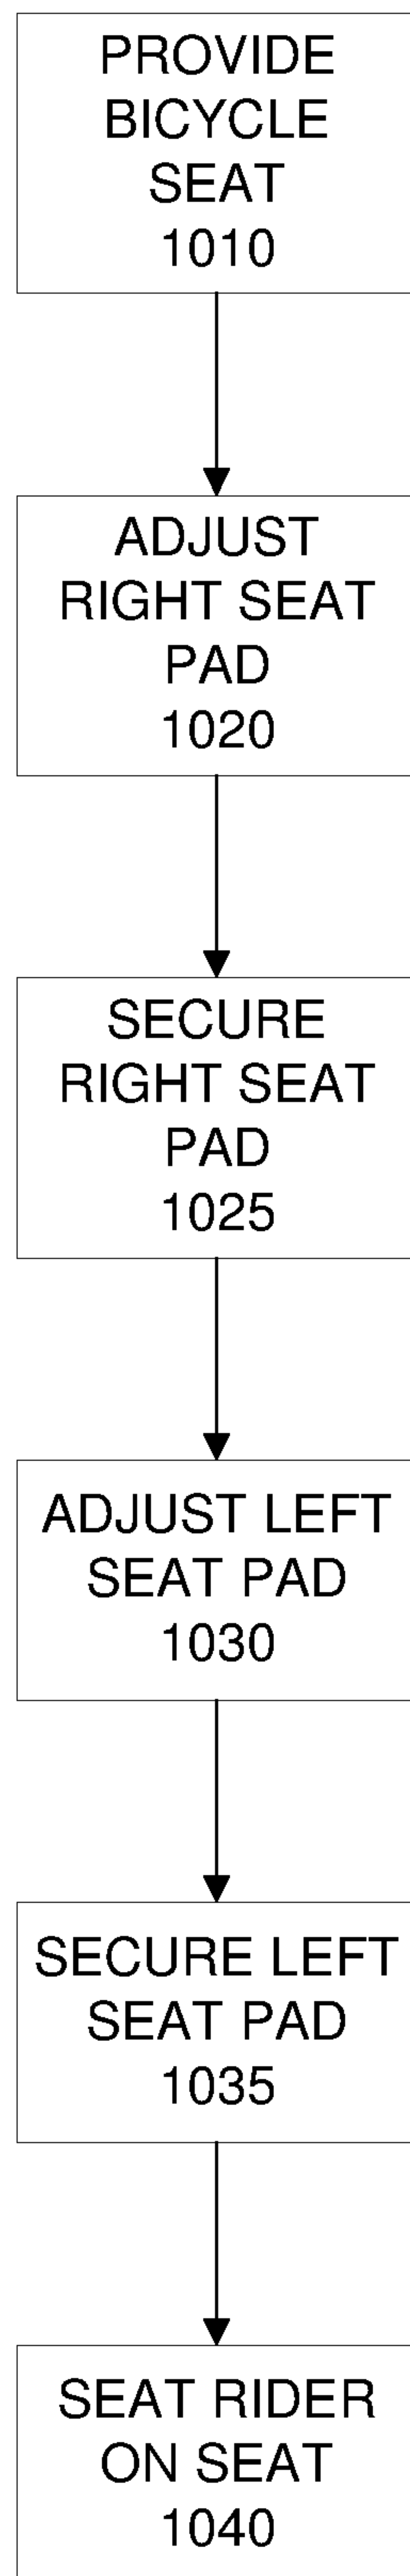 PROVIDE
BICYCLE
SEAT
1010
ADJUST
RIGHT SEAT
PAD
1020
SECURE
RIGHT SEAT
PAD
1025
ADJUST LEFT
SEAT PAD
1030
SECURE LEFT
SEAT PAD
1035
SEAT RIDER
ON SEAT
1040